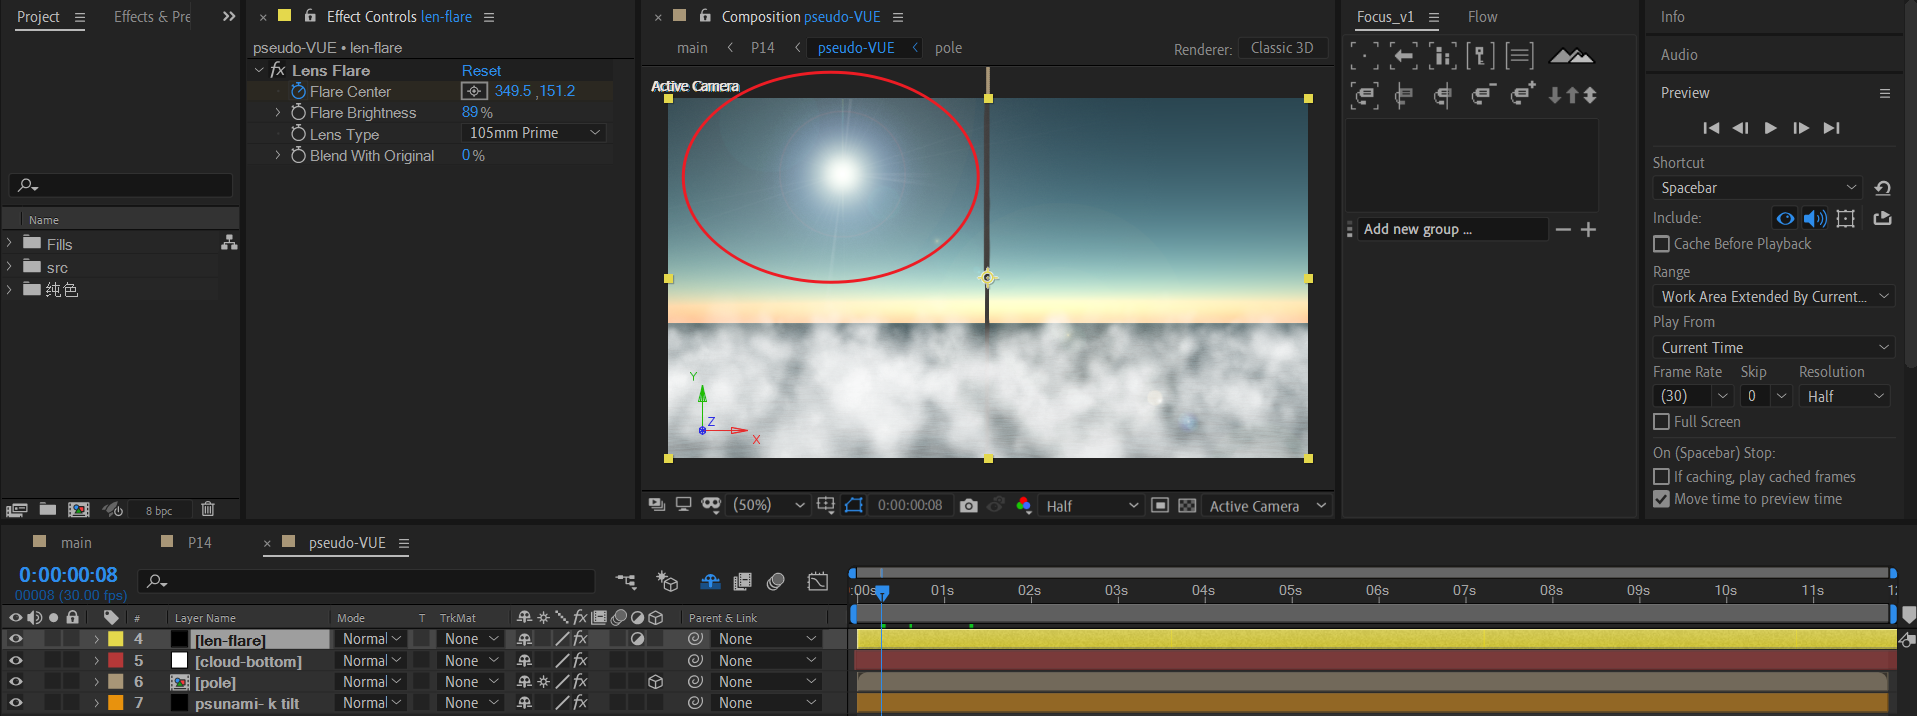 Project
Effects & Pre
Effect Controls len-flare
Composition pseudo-VUE
Focus_v1
Flow
Info
pseudo-VUE • len-flare
main
P14
pseudo-VUE
pole
Renderer:
Classic 3D
Audio
fx Lens Flare
Reset
Flare Center
349.5 ,151.2
Flare Brightness
89 %
Lens Type
105mm Prime
Blend With Original
0 %
Active Camera
Preview
Shortcut
Spacebar
Include:
Cache Before Playback
Range
Work Area Extended By Current...
Play From
Current Time
Frame Rate
Skip
Resolution
(30)
0
Half
Full Screen
On (Spacebar) Stop:
If caching, play cached frames
Move time to preview time
Add new group ...
Name
Fills
src
纯色
Y
Z
X
8 bpc
(50%)
0:00:00:08
Half
Active Camera
main
P14
pseudo-VUE
0:00:00:08
00008 (30.00 fps)
:00s
01s
02s
03s
04s
05s
06s
07s
08s
09s
10s
11s
12
#
Layer Name
Mode
T
TrkMat
fx
Parent & Link
4
[len-flare]
Normal
None
fx
None
5
[cloud-bottom]
Normal
None
fx
None
6
[pole]
Normal
None
fx
None
7
psunami- k tilt
Normal
None
fx
None